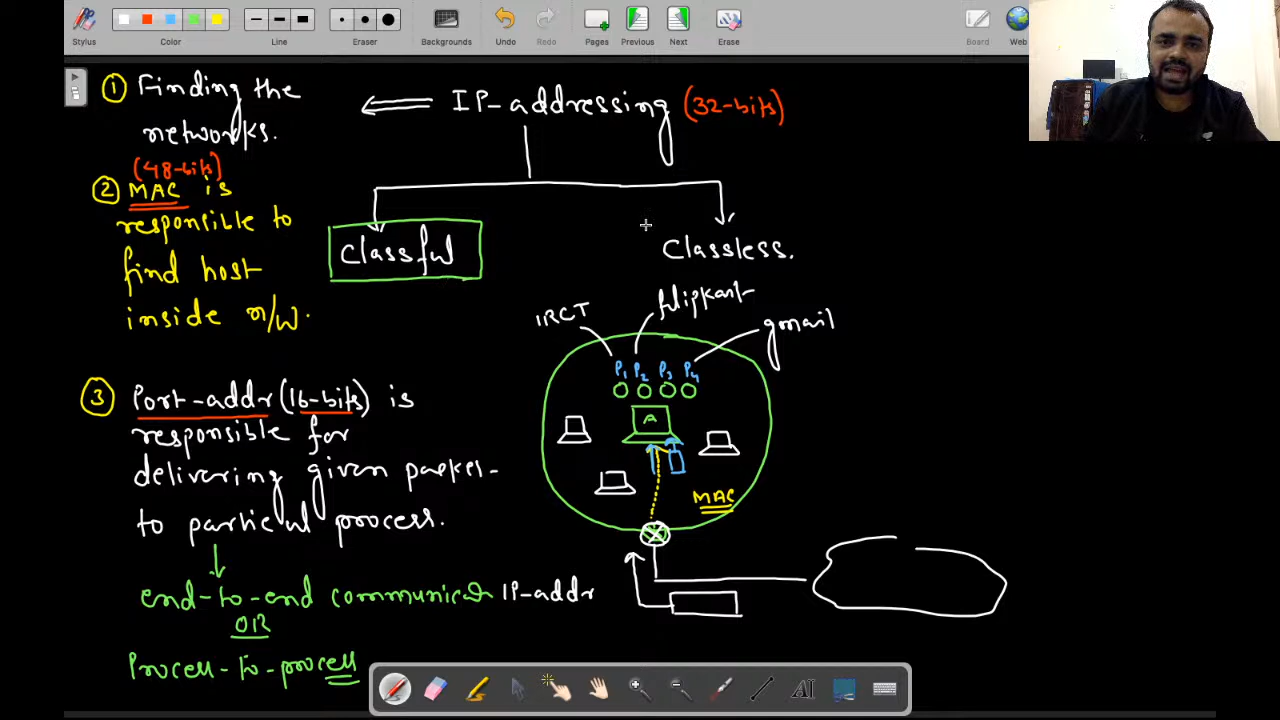 Stylus
Color
Line
Eraser
Backgrounds
Undo
Redo
Pages
Previous
Next
Erase
Board
Web
① Finding the
networks.
(48-bits)
② MAC is
responsible to
find host
inside n/w.
③ Port-addr (16-bits) is
responsible for
delivering given packet
to particul process.
end-to-end communicatn
OR
Process-to-process
IP-addressing (32-bits)
Classful
Classless.
IRCT
flipkart
gmail
P1 P2 P3 P4
A
MAC
IP-addr